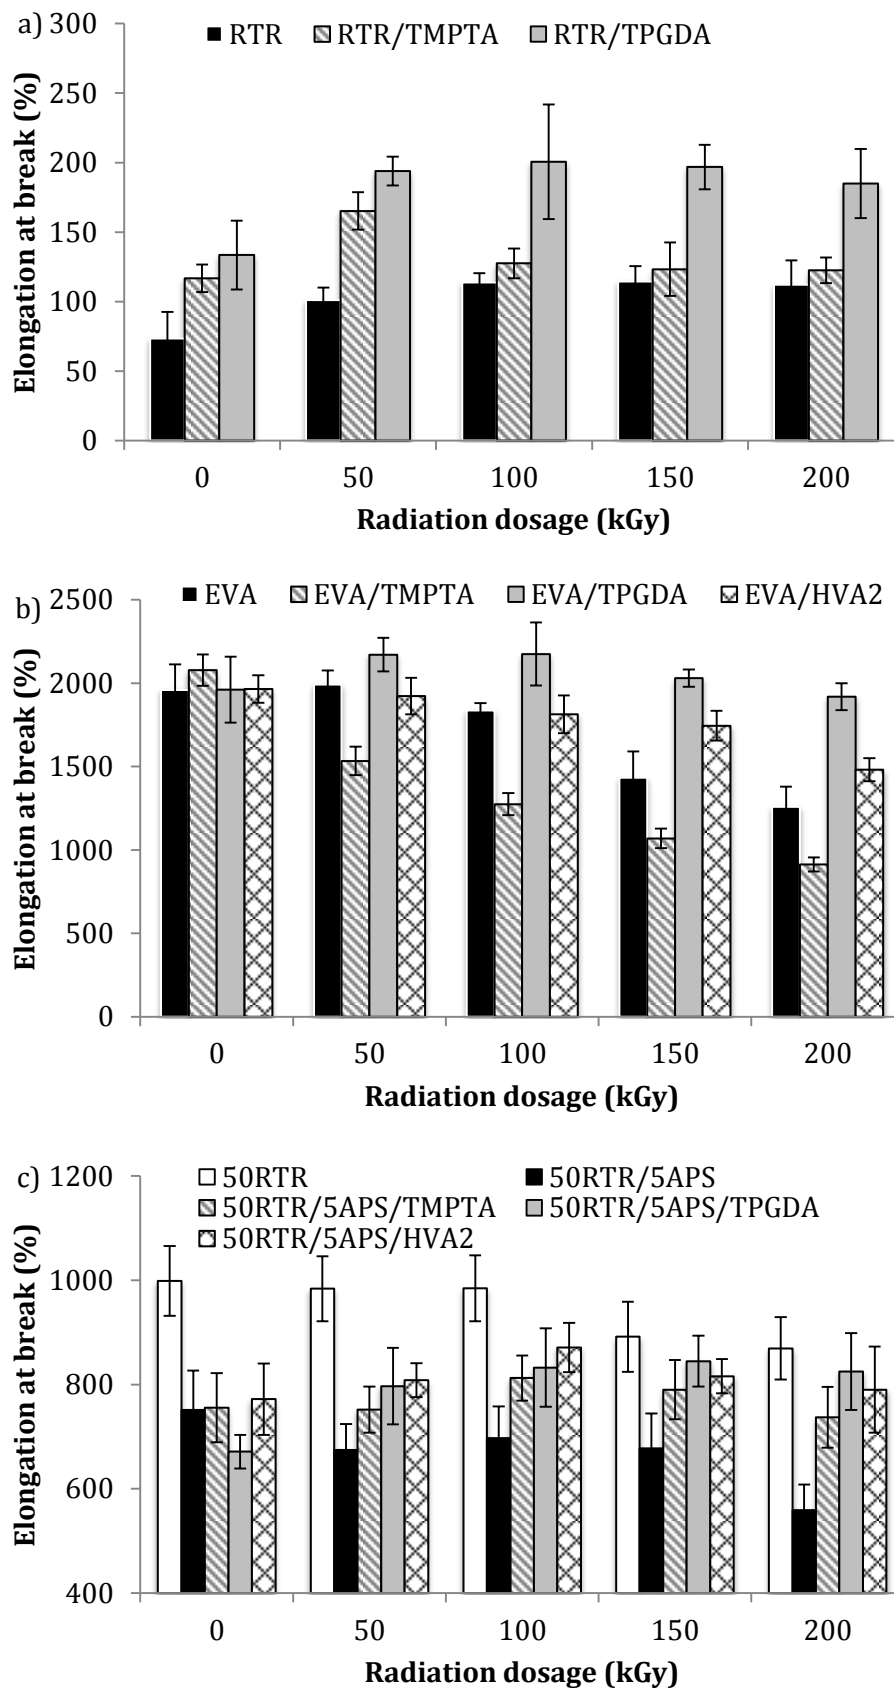 a) 300
RTR RTR/TMPTA RTR/TPGDA
250
200
150
100
50
0
Elongation at break (%)
0 50 100 150 200
Radiation dosage (kGy)
b) 2500
EVA EVA/TMPTA EVA/TPGDA EVA/HVA2
2000
1500
1000
500
0
Elongation at break (%)
0 50 100 150 200
Radiation dosage (kGy)
c) 1200
50RTR 50RTR/5APS
50RTR/5APS/TMPTA 50RTR/5APS/TPGDA
50RTR/5APS/HVA2
1000
800
600
400
Elongation at break (%)
0 50 100 150 200
Radiation dosage (kGy)